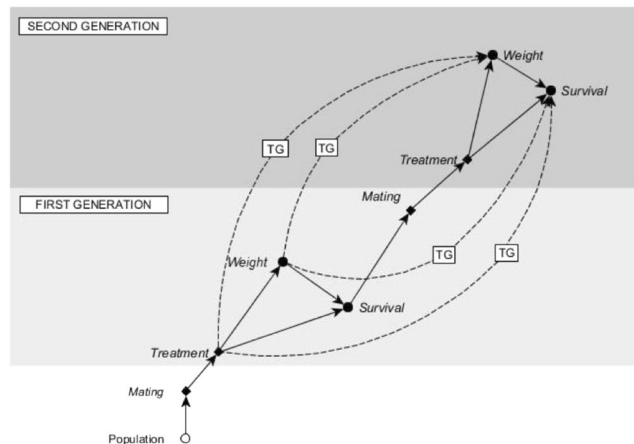 SECOND GENERATION
Weight
Survival
TG
TG
Treatment
FIRST GENERATION
Mating
Weight
TG
TG
Survival
Treatment
Mating
Population